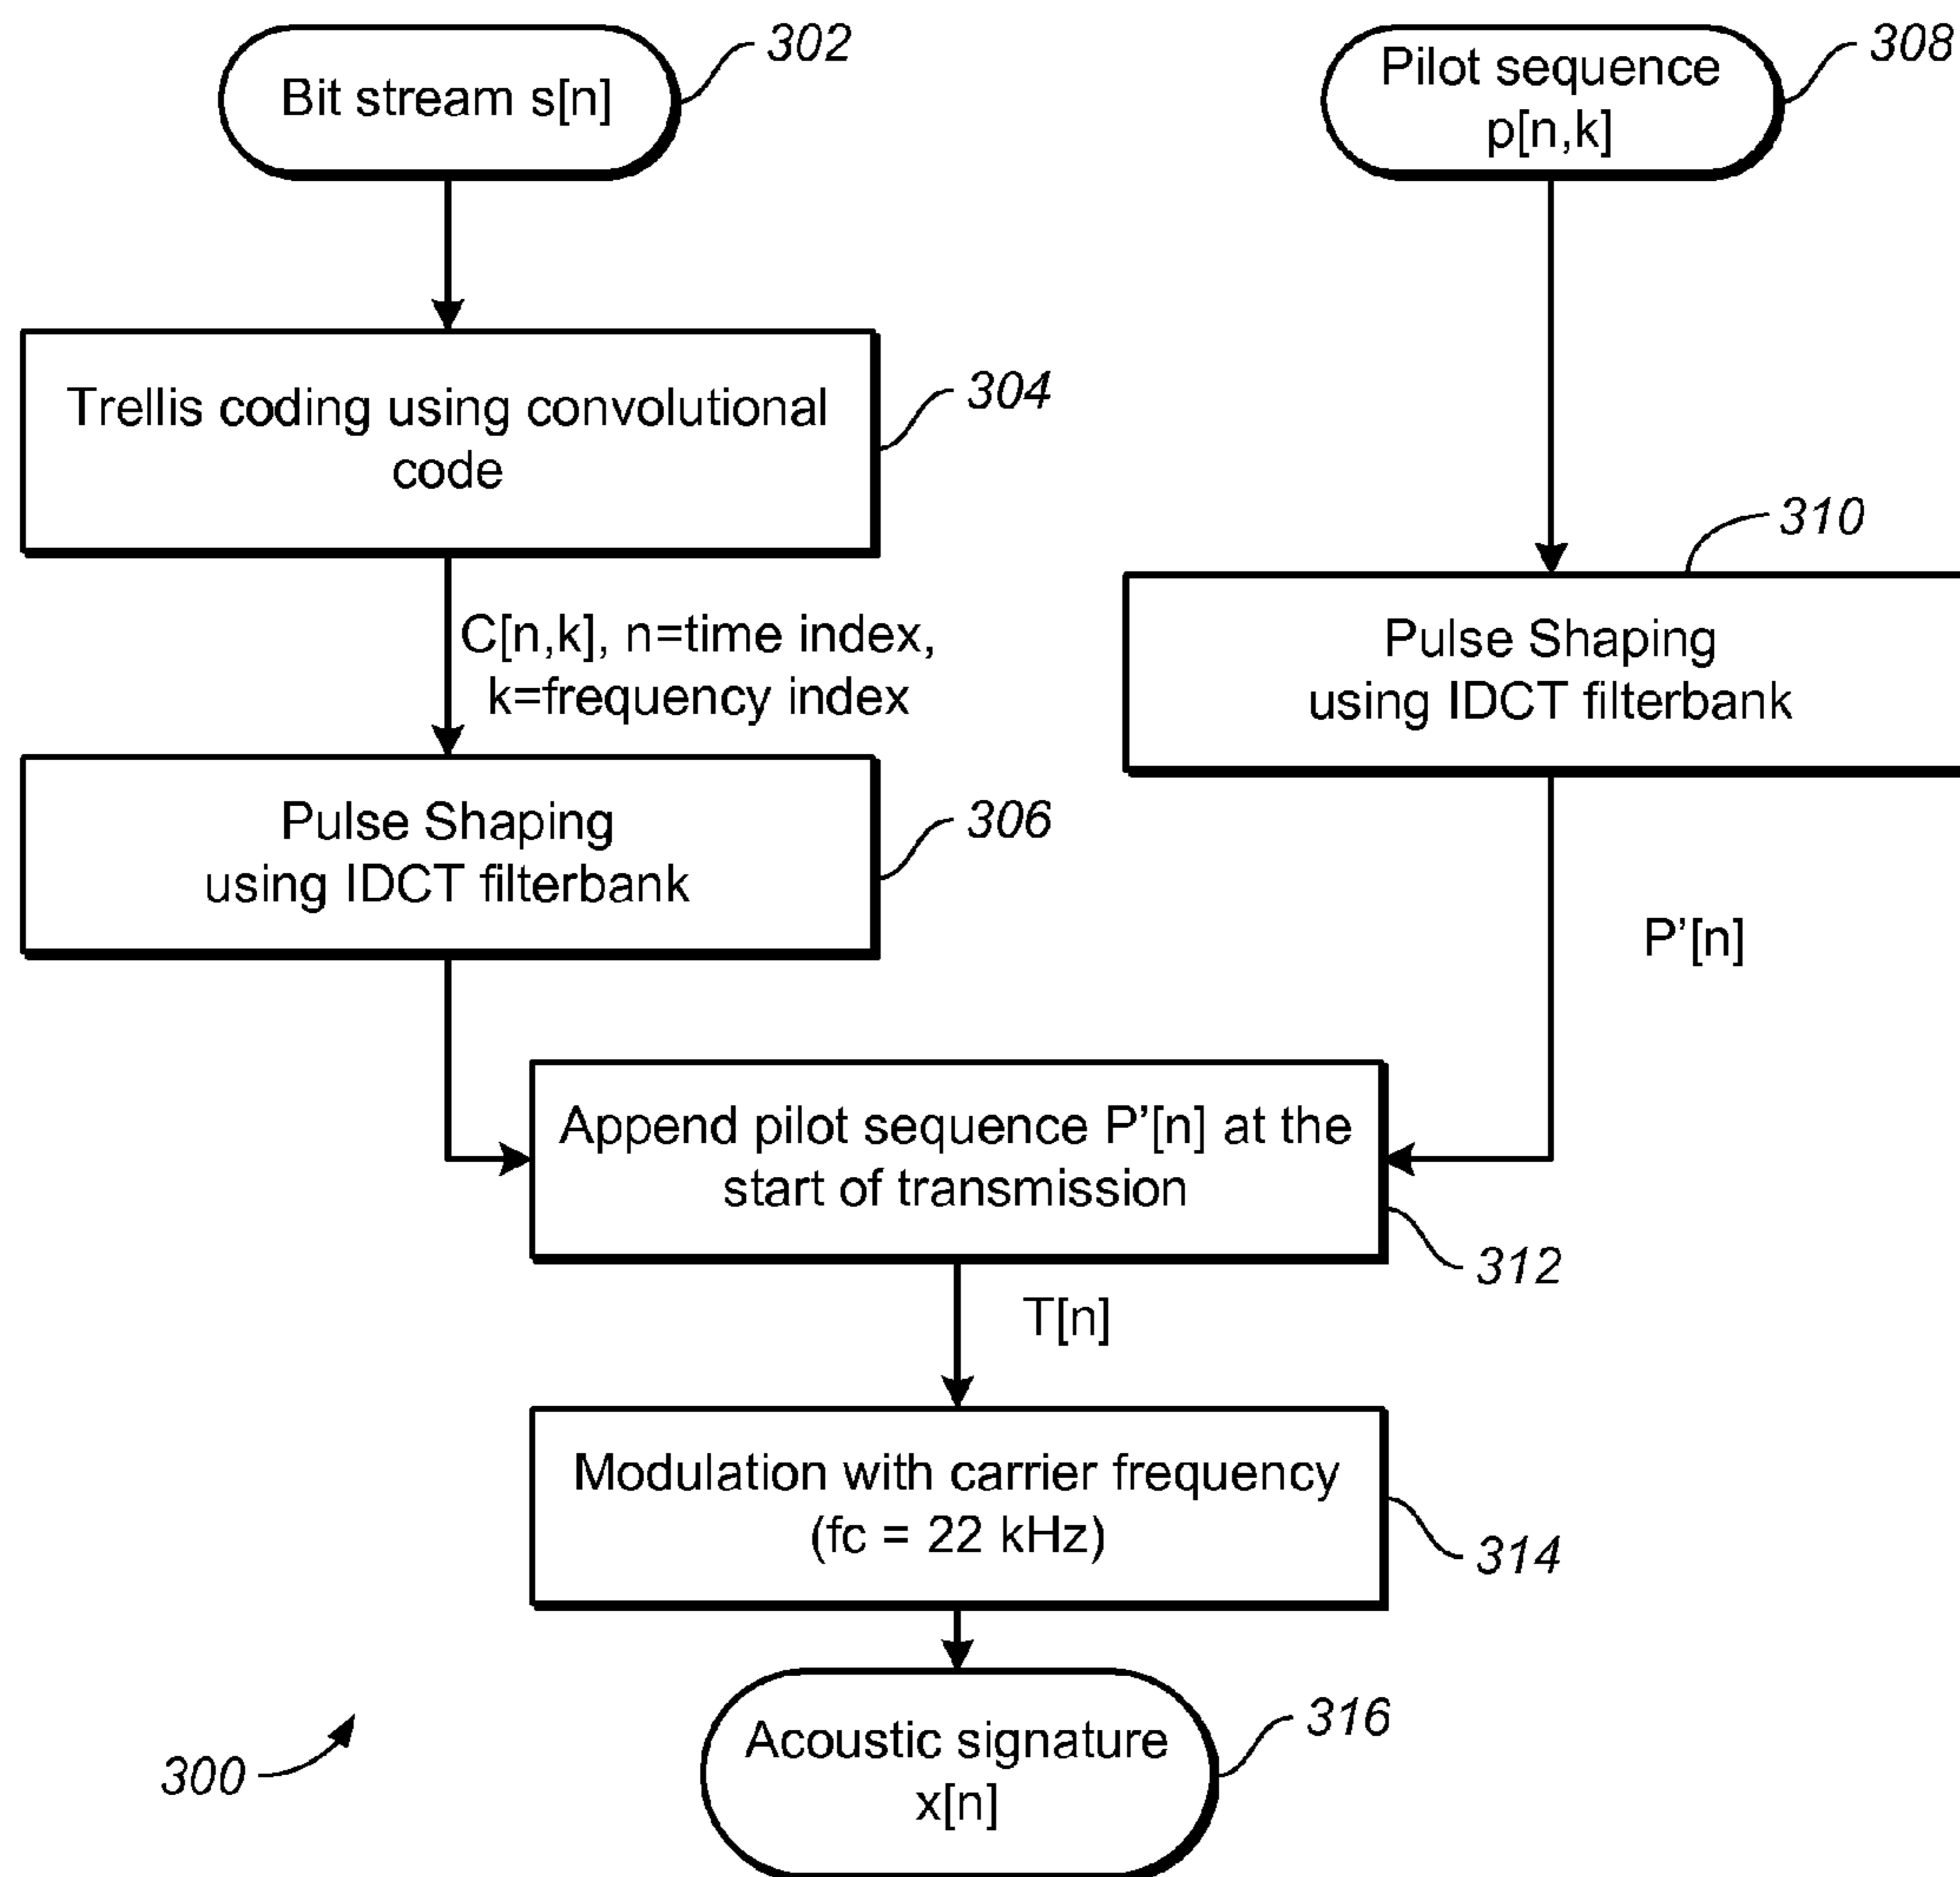 Bit stream s[n]
302
Pilot sequence
p[n,k]
308
Trellis coding using convolutional
code
304
C[n,k], n=time index,
k=frequency index
310
Pulse Shaping
using IDCT filterbank
Pulse Shaping
using IDCT filterbank
306
P'[n]
Append pilot sequence P'[n] at the
start of transmission
312
T[n]
Modulation with carrier frequency
(fc = 22 kHz)
314
Acoustic signature
x[n]
316
300